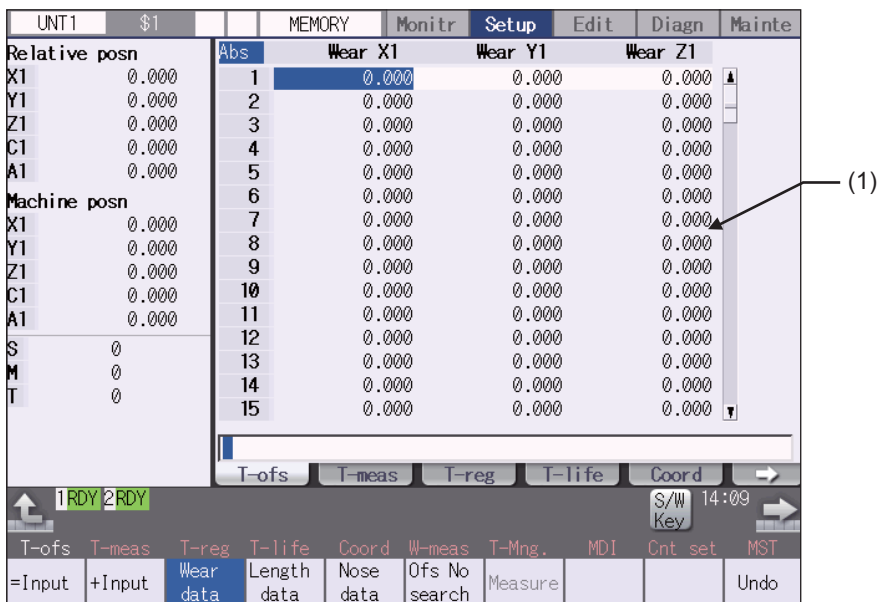 UNT1 $1 MEMORY Monitr Setup Edit Diagn Mainte
Relative posn
X1 0.000
Y1 0.000
Z1 0.000
C1 0.000
A1 0.000
Machine posn
X1 0.000
Y1 0.000
Z1 0.000
C1 0.000
A1 0.000
S 0
M 0
T 0
Abs Wear X1 Wear Y1 Wear Z1
1 0.000 0.000 0.000
2 0.000 0.000 0.000
3 0.000 0.000 0.000
4 0.000 0.000 0.000
5 0.000 0.000 0.000
6 0.000 0.000 0.000
7 0.000 0.000 0.000
8 0.000 0.000 0.000
9 0.000 0.000 0.000
10 0.000 0.000 0.000
11 0.000 0.000 0.000
12 0.000 0.000 0.000
13 0.000 0.000 0.000
14 0.000 0.000 0.000
15 0.000 0.000 0.000
(1)
T-ofs T-meas T-reg T-life Coord
1RDY 2RDY S/W Key 14:09
T-ofs T-meas T-reg T-life Coord W-meas T-Mng. MDI Cnt set MST
=Input +Input Wear data Length data Nose data Ofs No search Measure Undo